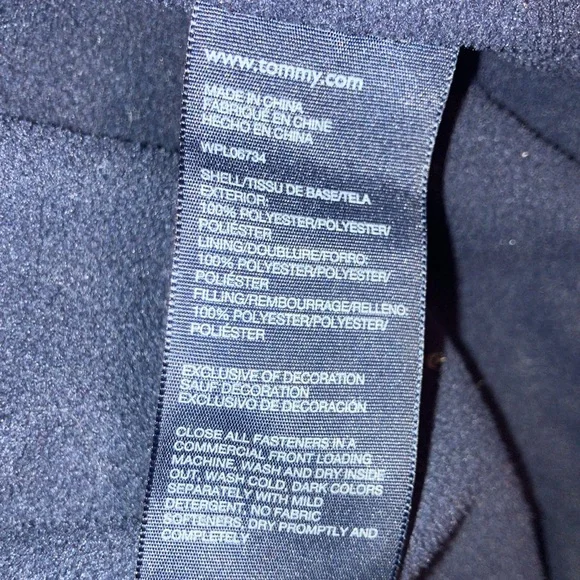 www.tommy.com
MADE IN CHINA
FABRIQUÉ EN CHINE
HECHO EN CHINA
WPL06734
SHELL/TISSU DE BASE/TELA
EXTERIOR:
100% POLYESTER/POLYESTER/
POLIÉSTER
LINING/DOUBLURE/FORRO:
100% POLYESTER/POLYESTER/
POLIÉSTER
FILLING/REMBOURRAGE/RELLENO:
100% POLYESTER/POLYESTER/
POLIÉSTER
EXCLUSIVE OF DECORATION
SAUF DÉCORATION
EXCLUSIVO DE DECORACIÓN
CLOSE ALL FASTENERS IN A
COMMERCIAL FRONT LOADING
MACHINE, WASH AND DRY INSIDE
OUT, WASH COLD, DARK COLORS
SEPARATELY WITH MILD
DETERGENT, NO FABRIC
SOFTENERS, DRY PROMPTLY AND
COMPLETELY.